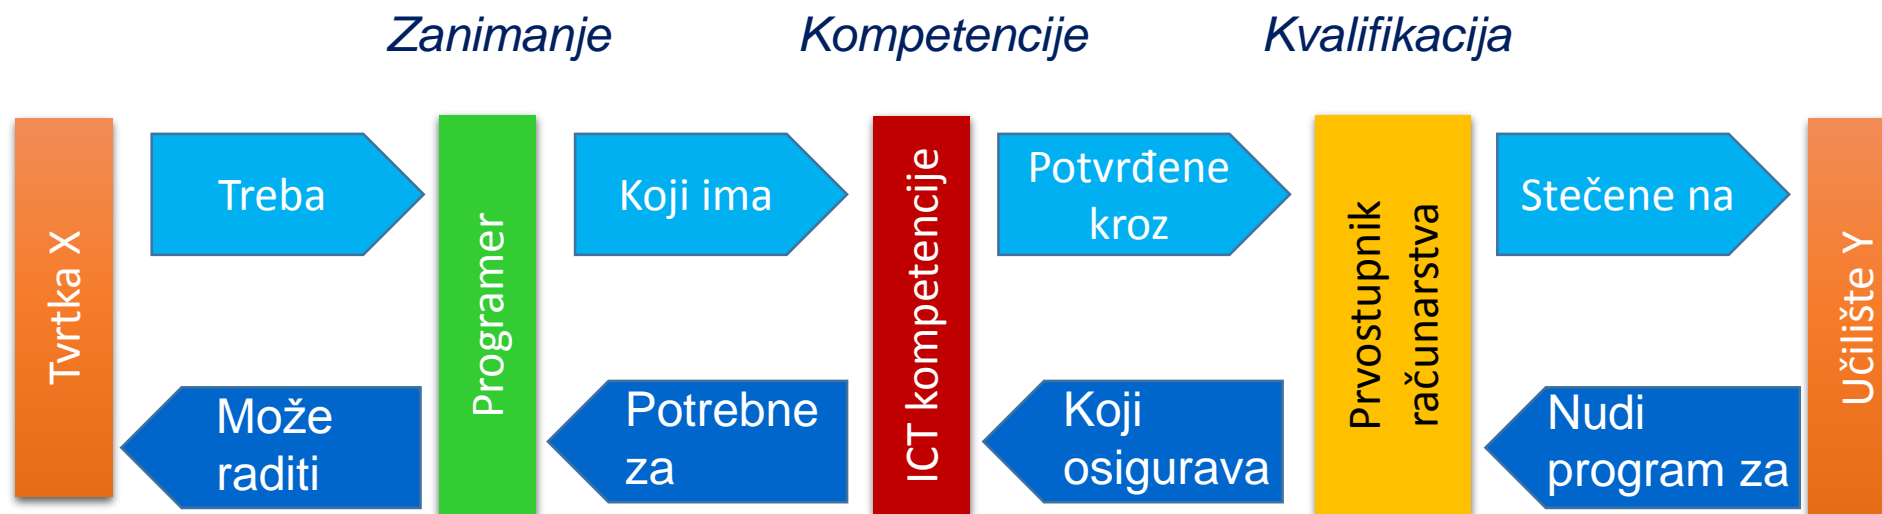 Zanimanje
Kompetencije
Kvalifikacija
Tvrtka X
Treba
Programer
Koji ima
ICT kompetencije
Potvrđene
kroz
Prvostupnik
računarstva
Stečene na
Učilište Y
Može
raditi
Potrebne
za
Koji
osigurava
Nudi
program za